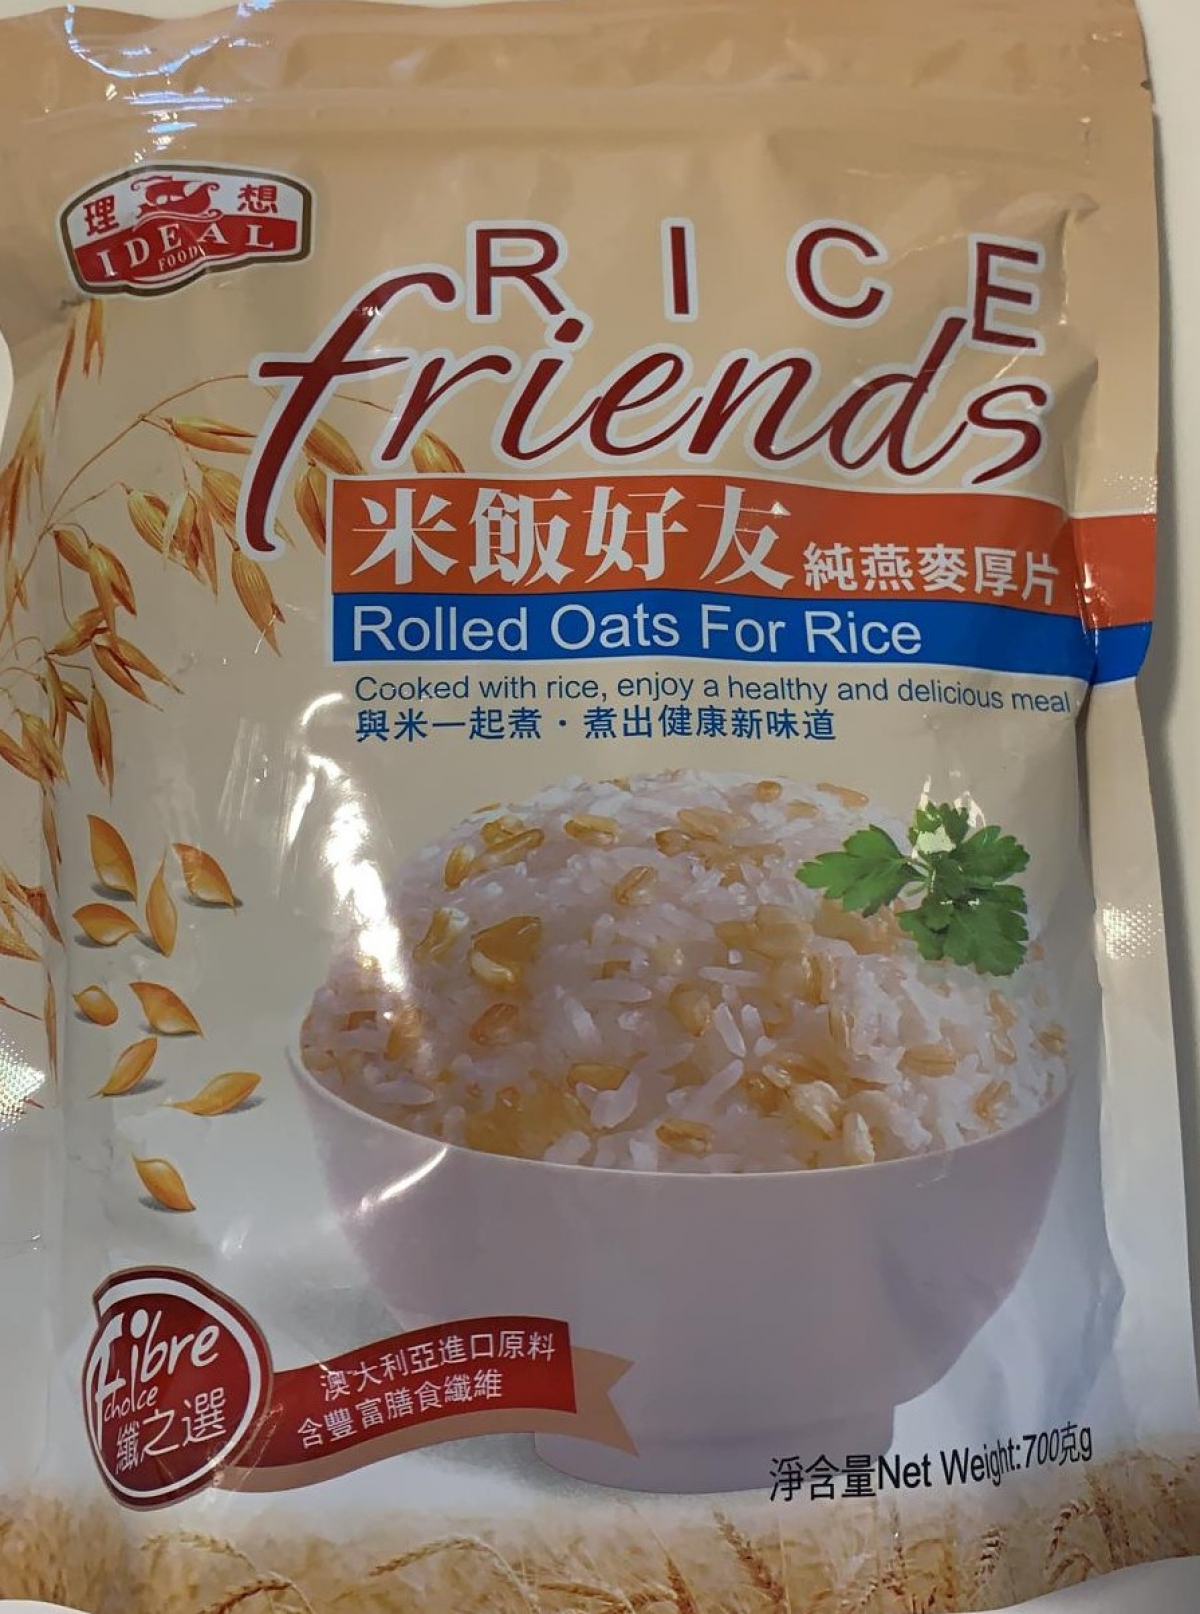 理想
IDEAL
FOOD
RICE
friends
米飯好友 純燕麥厚片
Rolled Oats For Rice
Cooked with rice, enjoy a healthy and delicious meal
與米一起煮・煮出健康新味道
Fibre
choice
纖之選
澳大利亞進口原料
含豐富膳食纖維
淨含量Net Weight:700克g